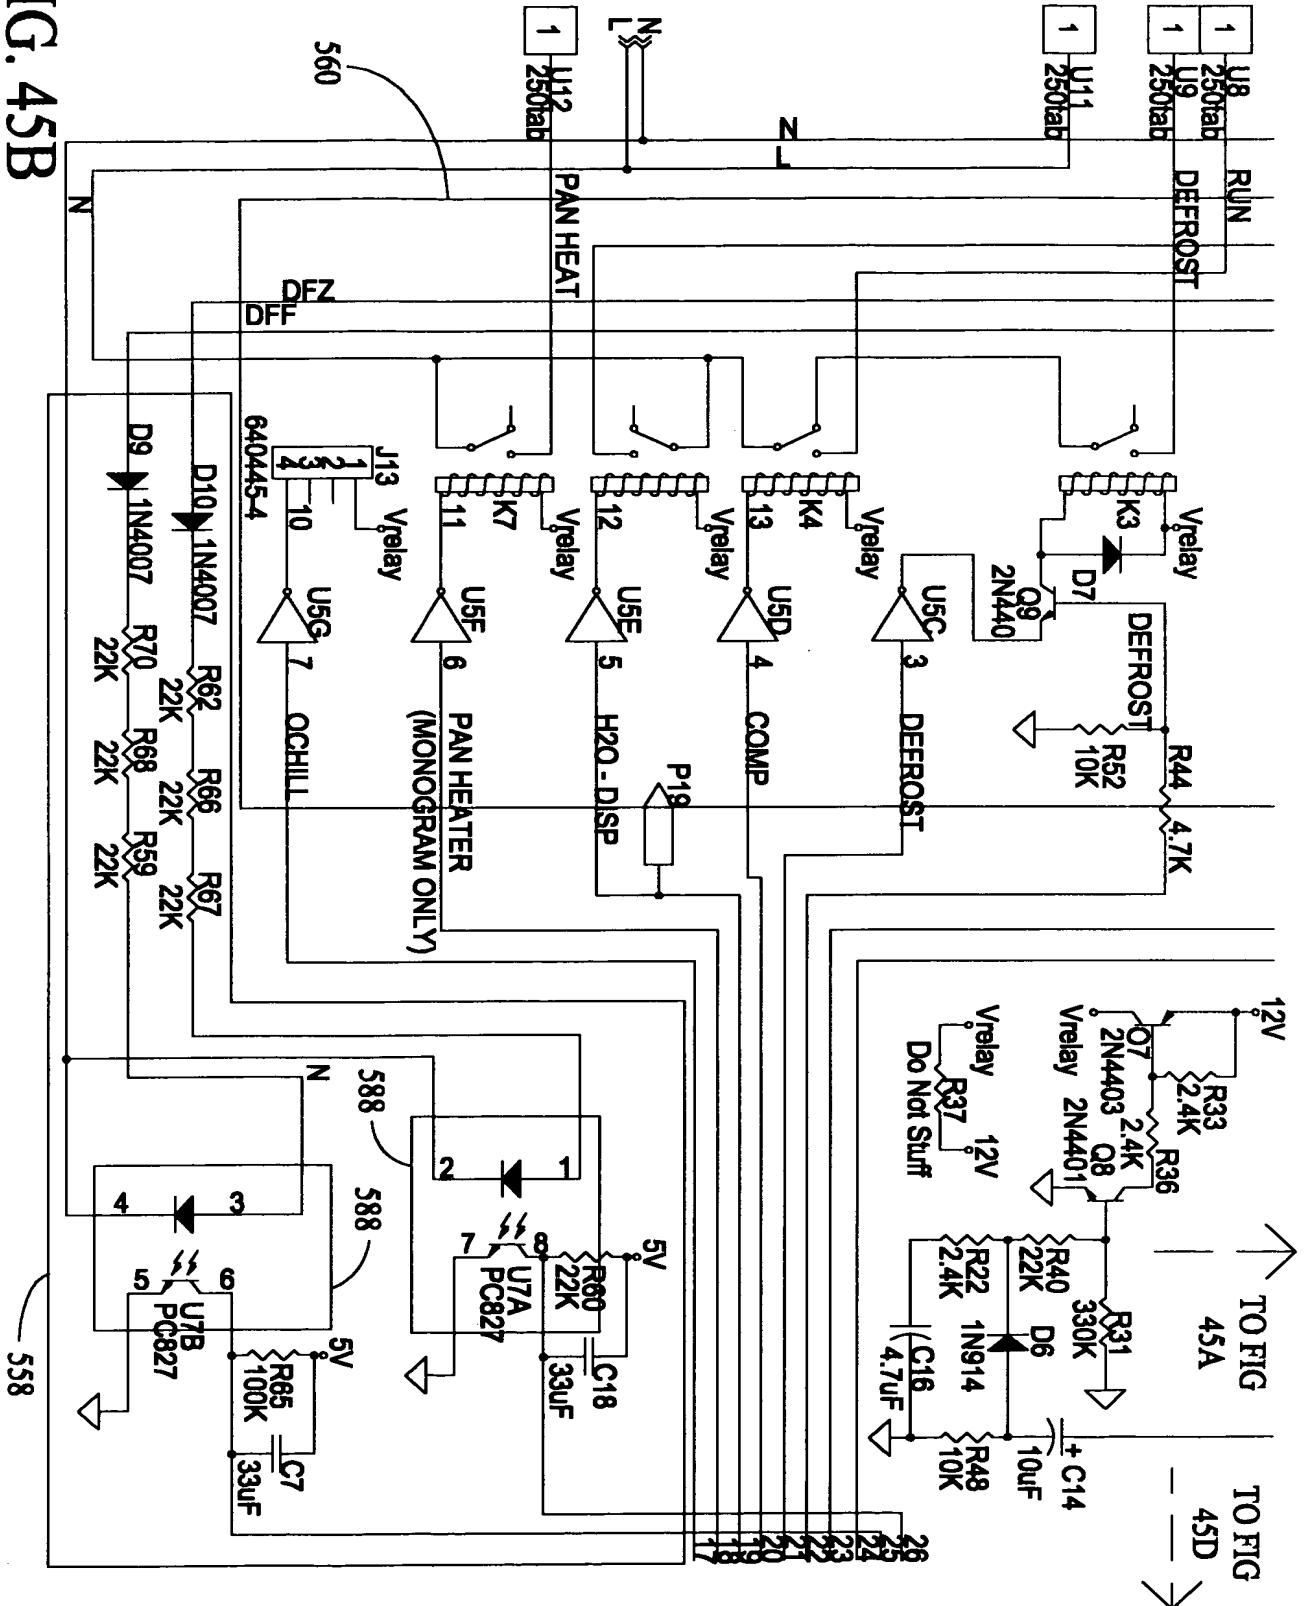 FIG. 45B
1
U8
250tab
1
U9
250tab
1
U11
250tab
N
L
1
U12
250tab
560
RUN
DEFROST
N
L
PAN HEAT
N
DFZ
DFF
K3
Vrelay
D7
Q9
2N440
K4
Vrelay
13
Vrelay
12
K7
Vrelay
11
J13
1
2
3
4
640445-4
Vrelay
10
D10
1N4007
D9
1N4007
U5C
3
DEFROST
U5D
4
COMP
U5E
5
H2O - DISP
U5F
6
PAN HEATER
(MONOGRAM ONLY)
U5G
7
OCHILL
DEFROST
R52
10K
R44
4.7K
P19
R62
22K
R66
22K
R67
22K
R70
22K
R68
22K
R59
22K
12V
Q7
2N4403
Vrelay
R33
2.4K
R36
2.4K
Q8
2N4401
Vrelay
R37
12V
Do Not Stuff
R31
330K
R40
22K
R22
2.4K
D6
1N914
C16
4.7uF
R48
10K
+
C14
10uF
TO FIG
45A
TO FIG
45D
N
588
2
1
7
8
U7A
PC827
5V
R60
22K
C18
33uF
588
4
3
5
6
U7B
PC827
5V
R65
100K
C7
33uF
558
26
25
24
23
22
21
20
19
18
17